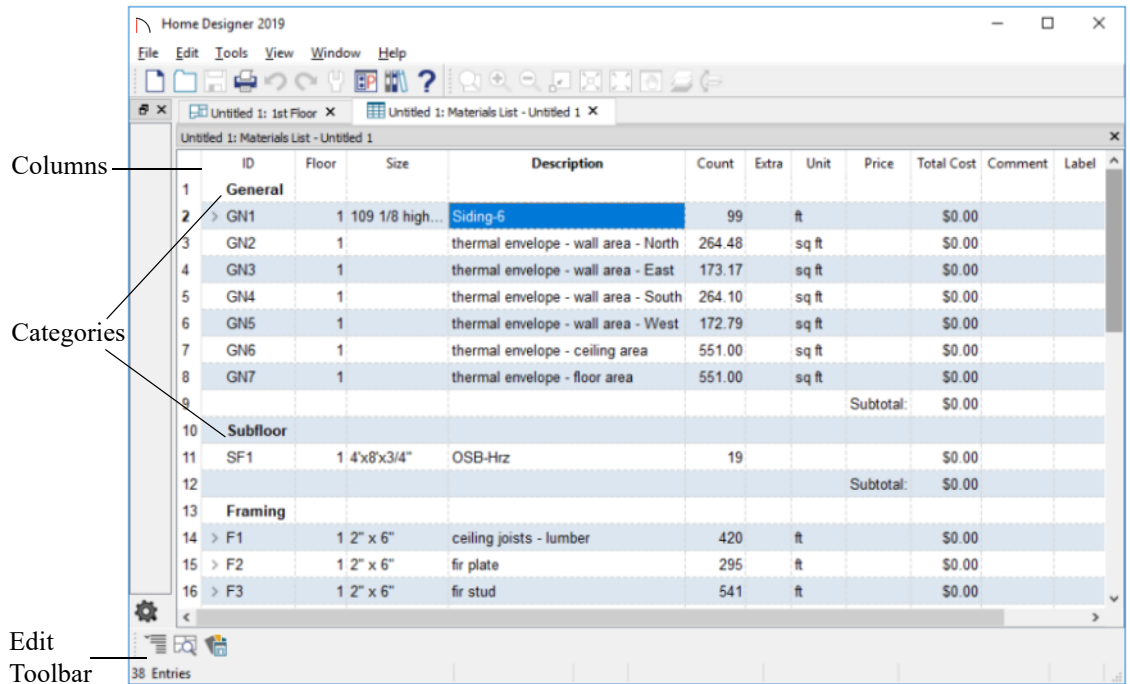 Home Designer 2019
File Edit Tools View Window Help
Untitled 1: 1st Floor X Untitled 1: Materials List - Untitled 1 X
Untitled 1: Materials List - Untitled 1
Columns
ID Floor Size Description Count Extra Unit Price Total Cost Comment Label
1 General
2 > GN1 1 109 1/8 high... Siding-6 99 ft $0.00
3 GN2 1 thermal envelope - wall area - North 264.48 sq ft $0.00
4 GN3 1 thermal envelope - wall area - East 173.17 sq ft $0.00
5 GN4 1 thermal envelope - wall area - South 264.10 sq ft $0.00
6 GN5 1 thermal envelope - wall area - West 172.79 sq ft $0.00
Categories
7 GN6 1 thermal envelope - ceiling area 551.00 sq ft $0.00
8 GN7 1 thermal envelope - floor area 551.00 sq ft $0.00
9 Subtotal: $0.00
10 Subfloor
11 SF1 1 4'x8'x3/4" OSB-Hrz 19 $0.00
12 Subtotal: $0.00
13 Framing
14 > F1 1 2" x 6" ceiling joists - lumber 420 ft $0.00
15 > F2 1 2" x 6" fir plate 295 ft $0.00
16 > F3 1 2" x 6" fir stud 541 ft $0.00
Edit
Toolbar
38 Entries